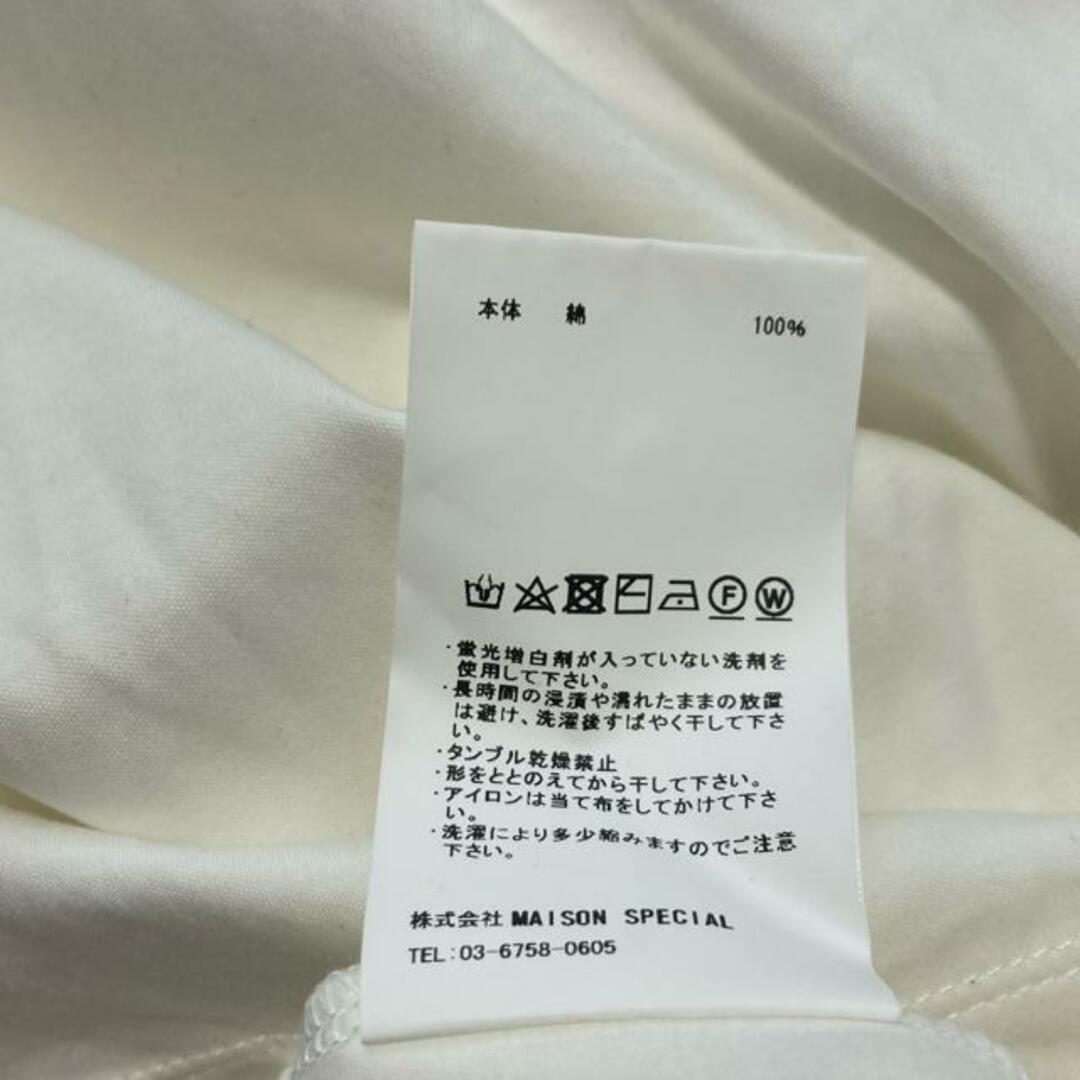 本体 綿 100%
F W
・蛍光増白剤が入っていない洗剤を
使用して下さい。
・長時間の浸漬や濡れたままの放置
は避け、洗濯後すばやく干して下さ
い。
・タンブル乾燥禁止
・形をととのえてから干して下さい。
・アイロンは当て布をしてかけて下さ
い。
・洗濯により多少縮みますのでご注意
下さい。
株式会社 MAISON SPECIAL
TEL:03-6758-0605